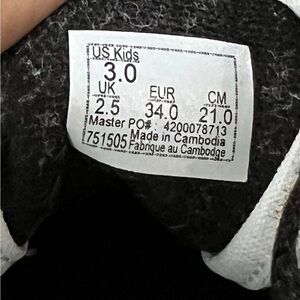 US Kids
3.0
UK EUR CM
2.5 34.0 21.0
Master PO#: 4200078713
751505 Made in Cambodia
Fabrique au Cambodge